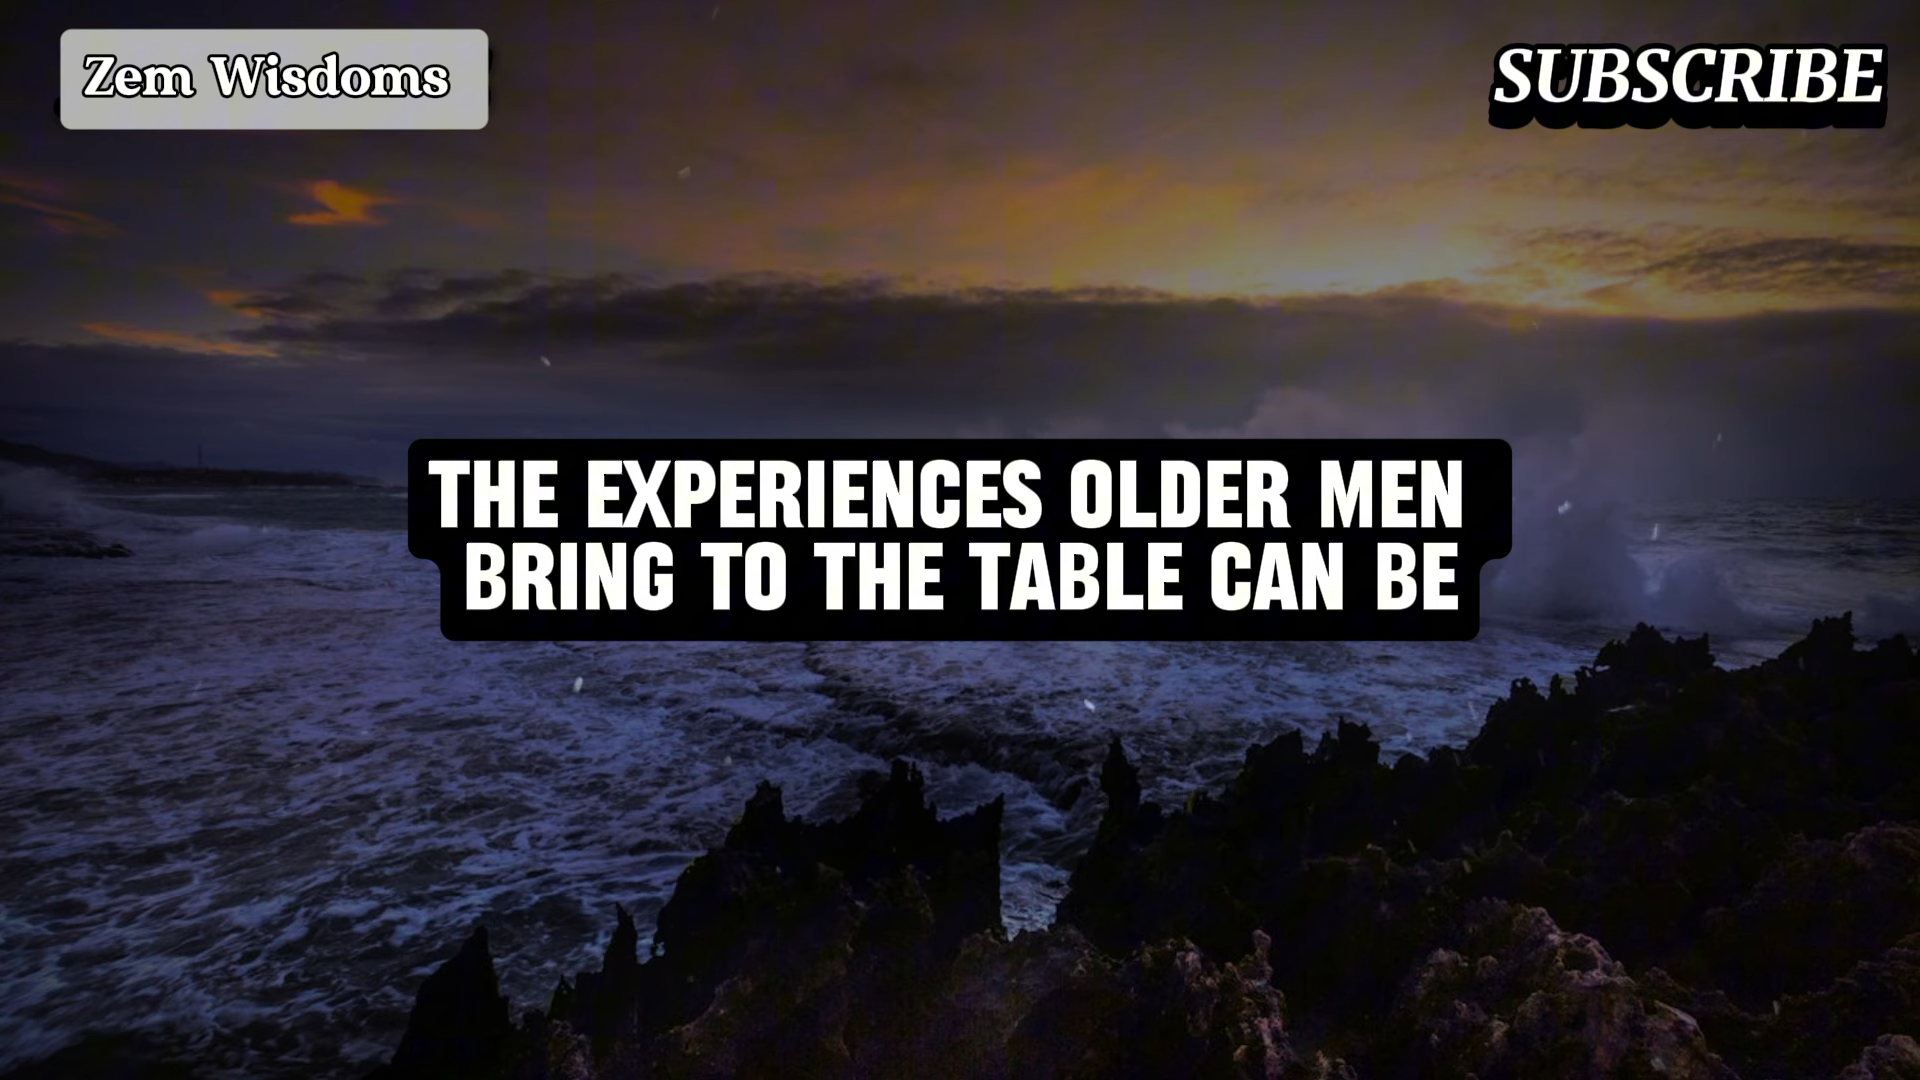 Zem Wisdoms
SUBSCRIBE
THE EXPERIENCES OLDER MEN
BRING TO THE TABLE CAN BE